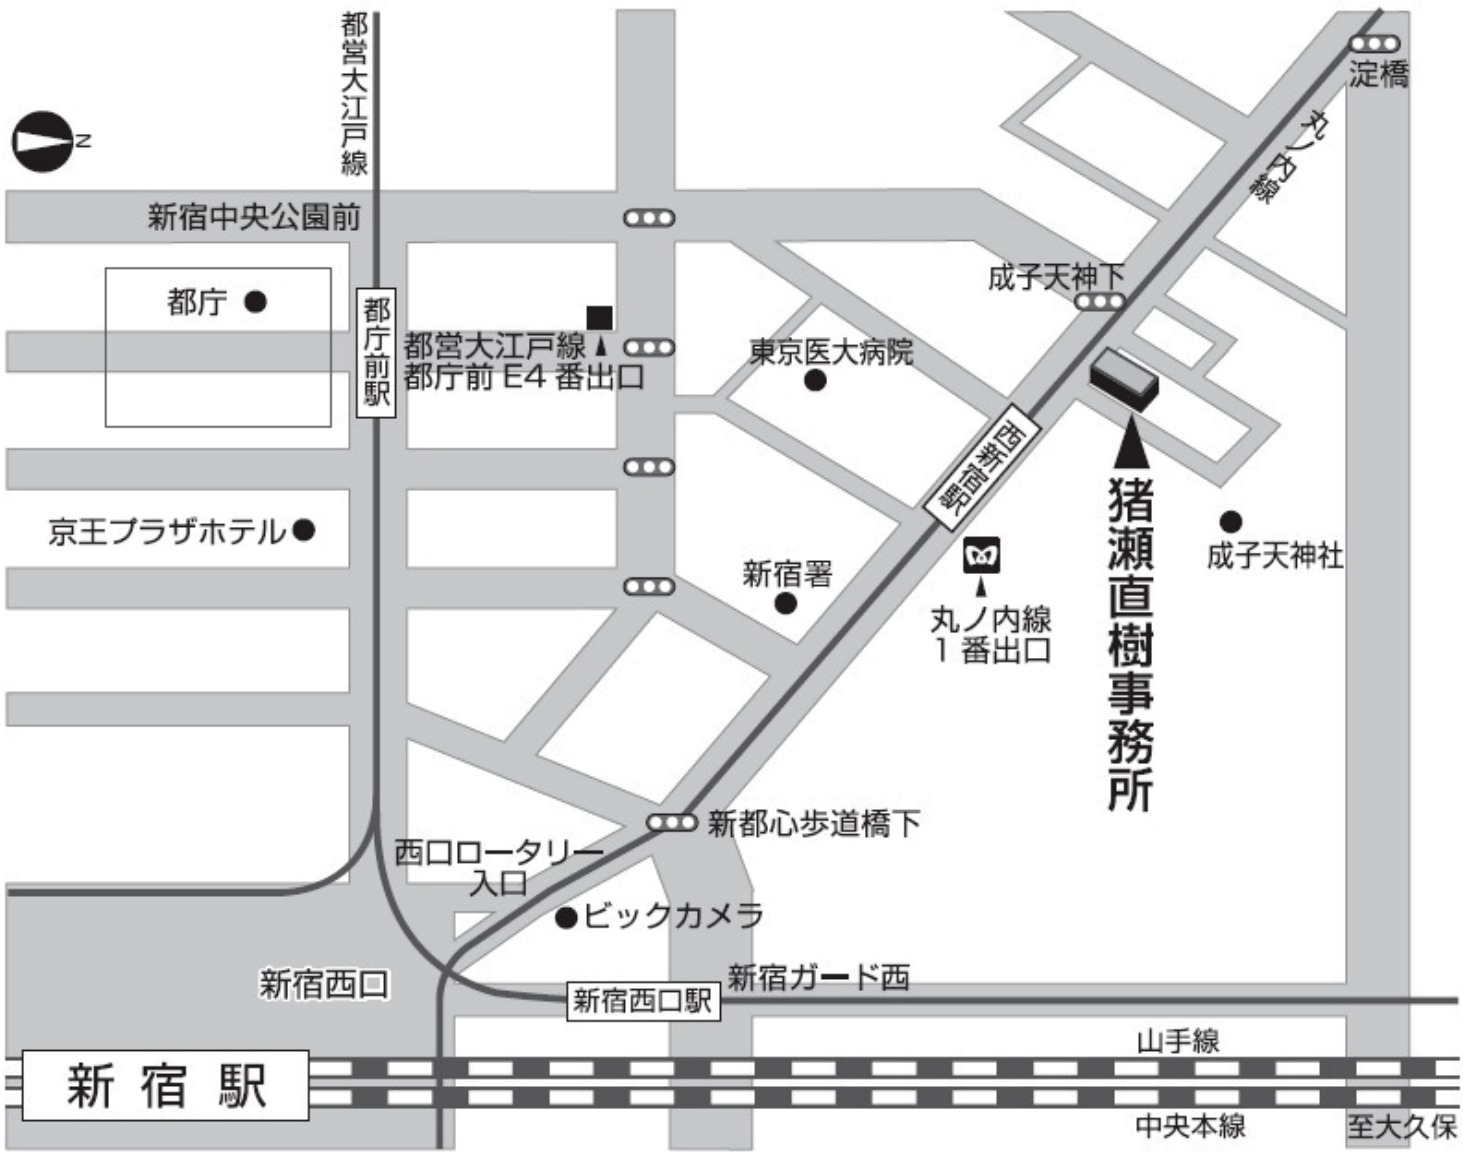 都営大江戸線
淀橋
丸ノ内線
N
新宿中央公園前
成子天神下
都庁
都庁前駅
都営大江戸線
都庁前 E4 番出口
東京医大病院
西新宿駅
猪瀬直樹事務所
京王プラザホテル
成子天神社
新宿署
丸ノ内線
1 番出口
新都心歩道橋下
西口ロータリー
入口
ビックカメラ
新宿西口
新宿ガード西
新宿西口駅
山手線
新宿駅
中央本線
至大久保